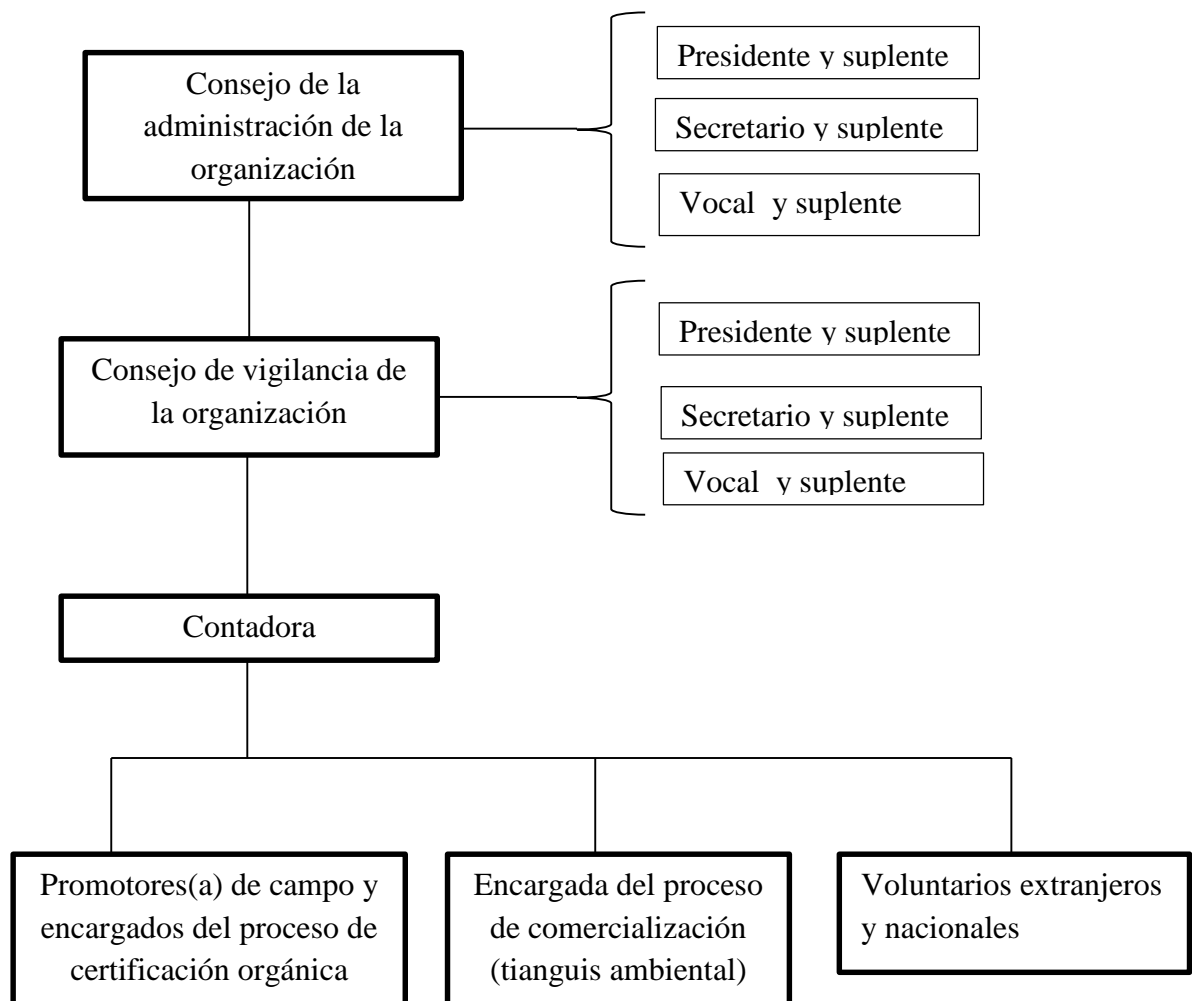 Consejo de la
administración de la
organización
Presidente y suplente
Secretario y suplente
Vocal y suplente
Consejo de vigilancia de
la organización
Presidente y suplente
Secretario y suplente
Vocal y suplente
Contadora
Promotores(a) de campo y
encargados del proceso de
certificación orgánica
Encargada del proceso
de comercialización
(tianguis ambiental)
Voluntarios extranjeros
y nacionales